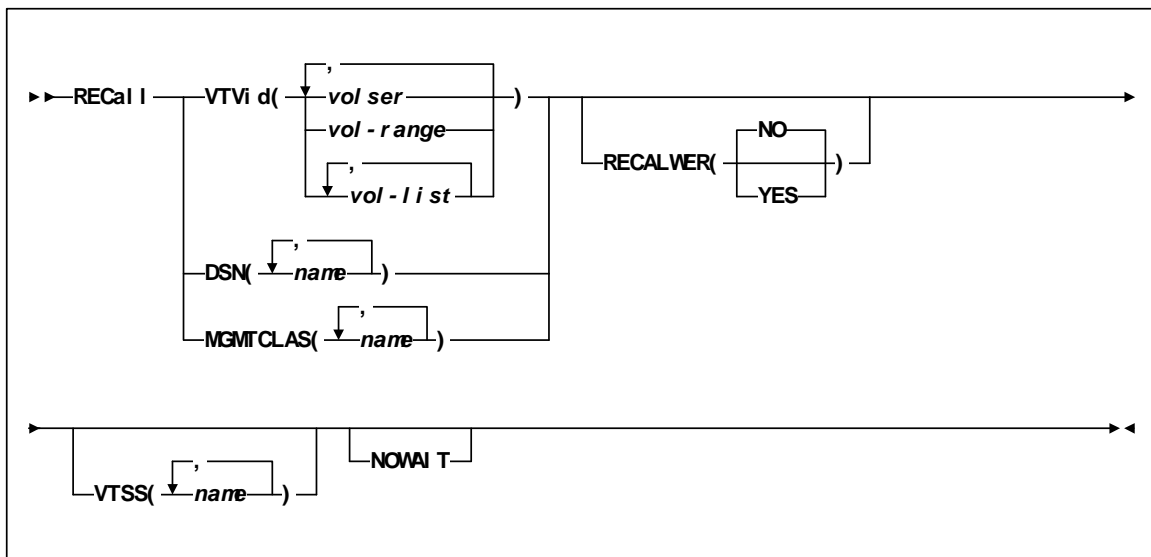 ,
RECall VTVid( volser )
vol-range
NO
RECALWER( )
YES
,
vol-list
,
DSN( name )
,
MGMTCLAS( name )
NOWAIT
,
VTSS( name )